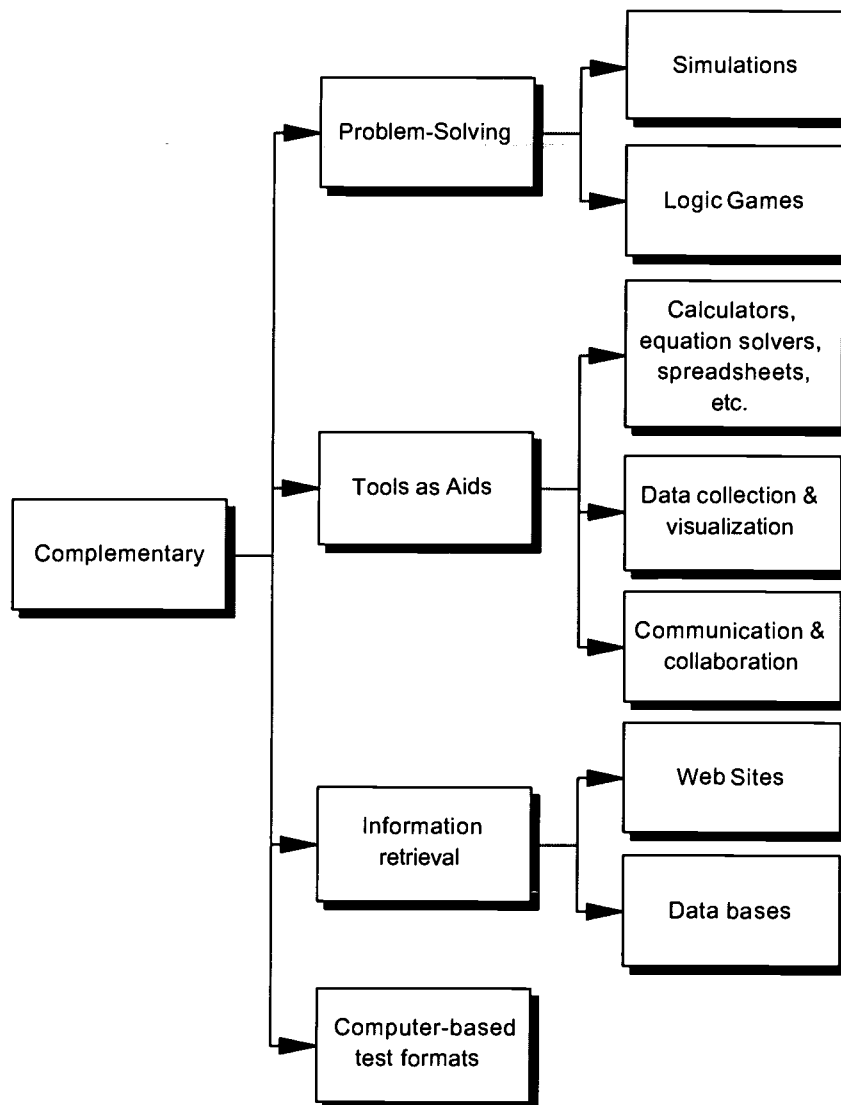 Simulations
Problem-Solving
Logic Games
Calculators,
equation solvers,
spreadsheets,
etc.
Tools as Aids
Data collection &
visualization
Complementary
Communication &
collaboration
Web Sites
Information
retrieval
Data bases
Computer-based
test formats